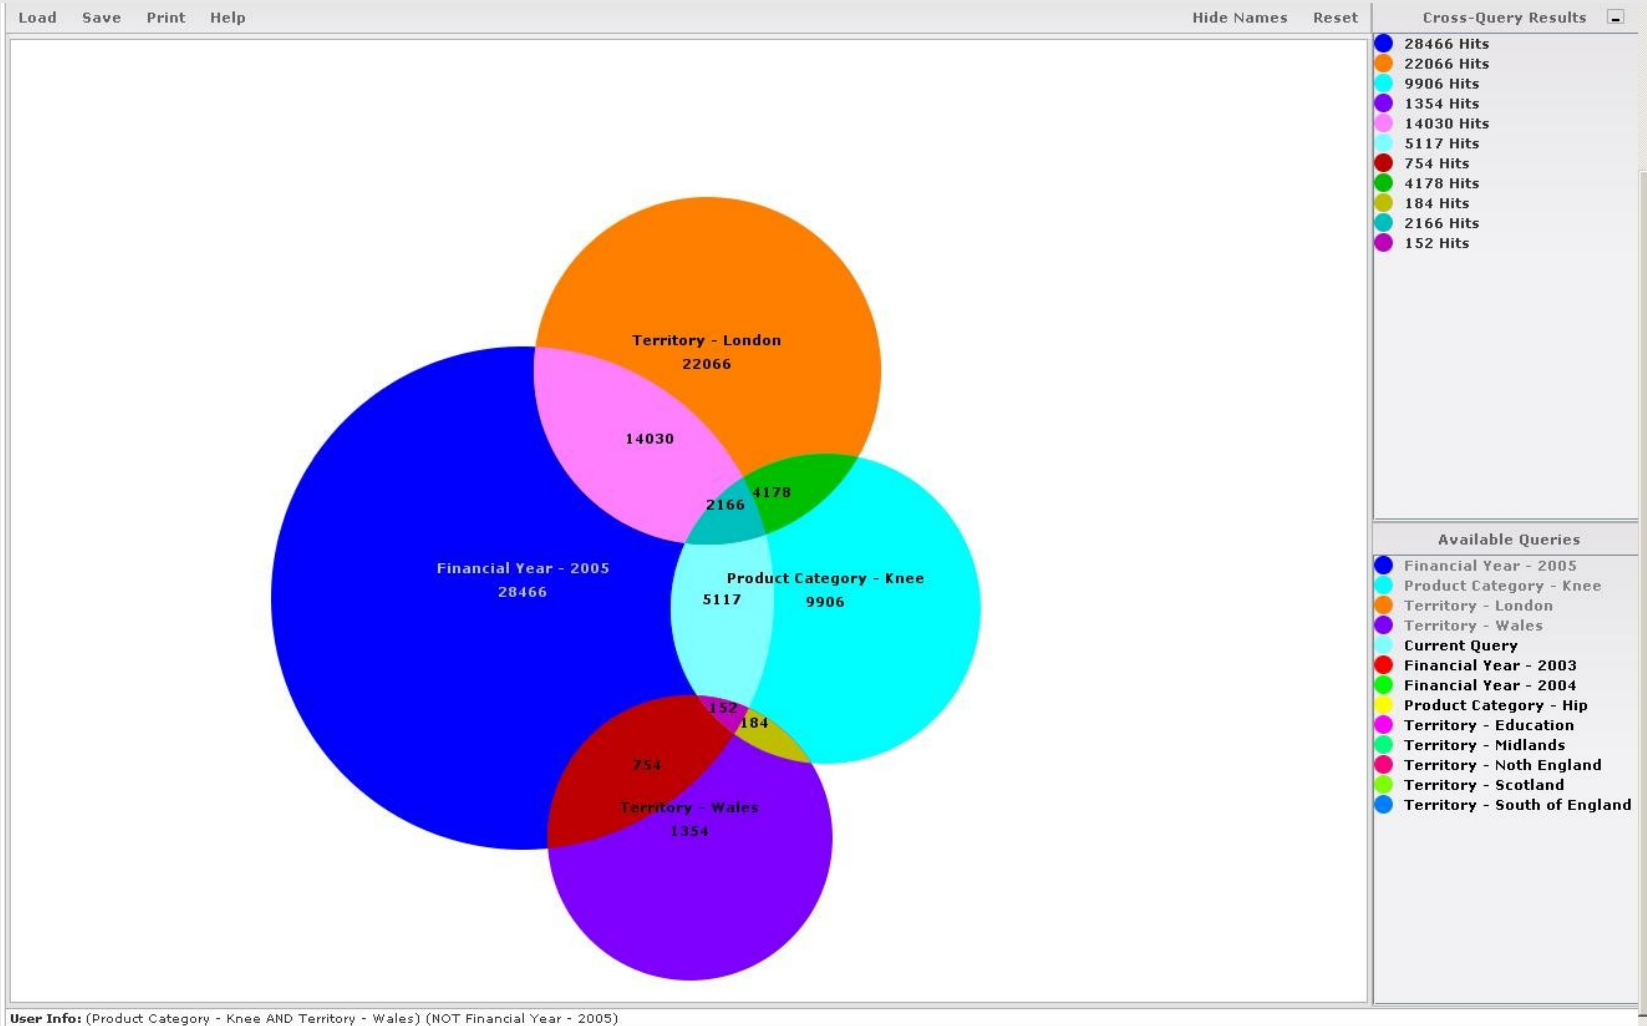 Load Save Print Help Hide Names Reset
Cross-Query Results
28466 Hits
22066 Hits
9906 Hits
1354 Hits
14030 Hits
5117 Hits
754 Hits
4178 Hits
184 Hits
2166 Hits
152 Hits
Territory - London
22066
14030
4178
2166
Financial Year - 2005
28466
Product Category - Knee
9906
5117
152
184
754
Territory - Wales
1354
Available Queries
Financial Year - 2005
Product Category - Knee
Territory - London
Territory - Wales
Current Query
Financial Year - 2003
Financial Year - 2004
Product Category - Hip
Territory - Education
Territory - Midlands
Territory - Noth England
Territory - Scotland
Territory - South of England
User Info: (Product Category - Knee AND Territory - Wales) (NOT Financial Year - 2005)